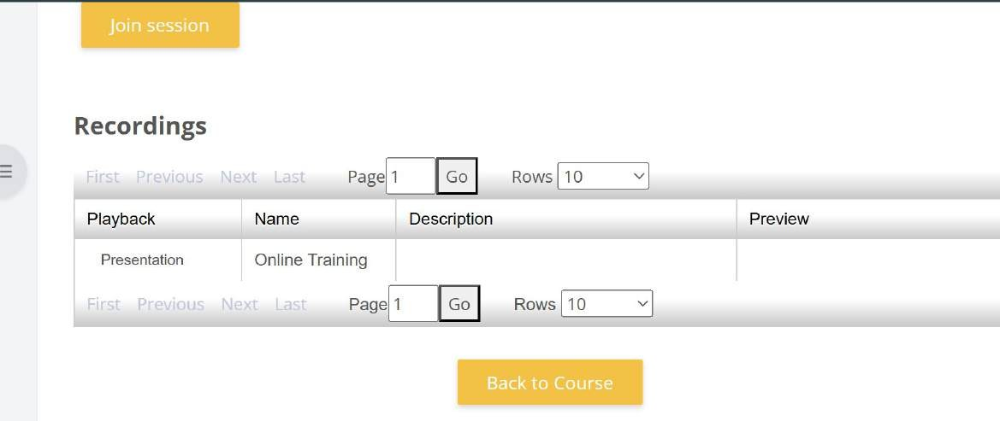 Join session
Recordings
First Previous Next Last Page 1 Go Rows 10
Playback Name Description Preview
Presentation Online Training
First Previous Next Last Page 1 Go Rows 10
Back to Course